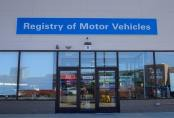 Registry of Motor Vehicles